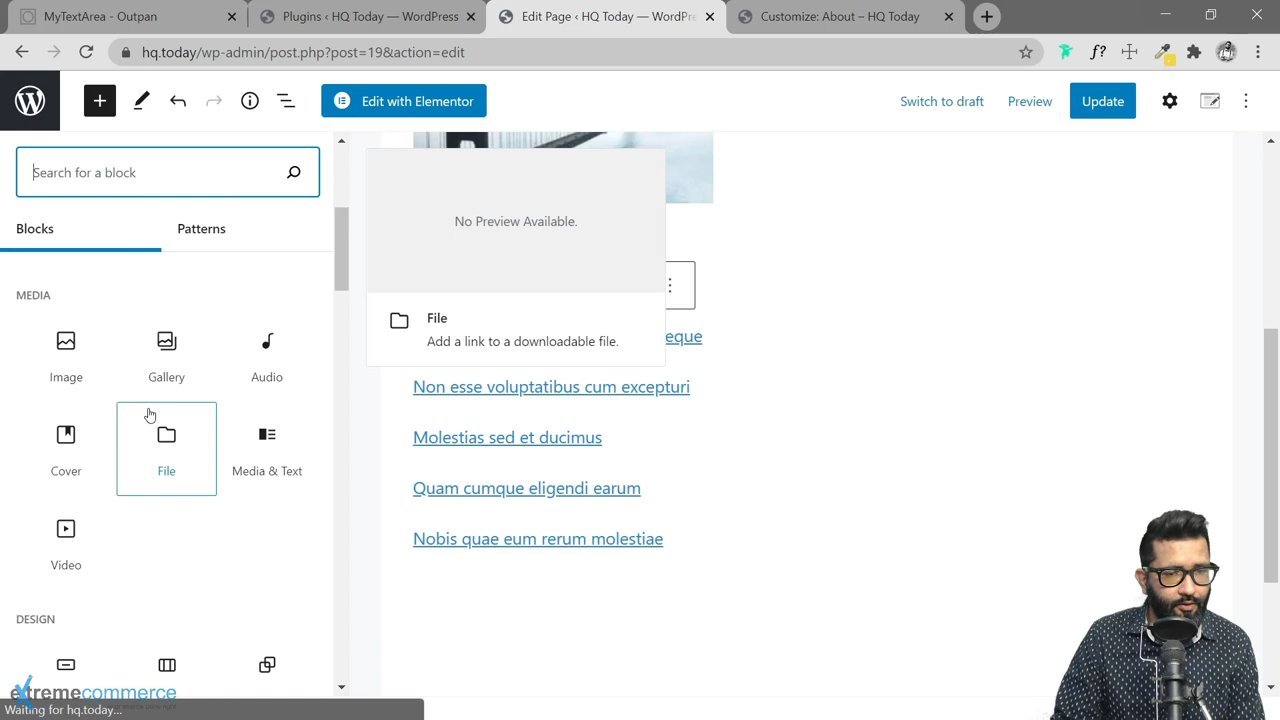 MyTextArea - Outpan
Plugins ‹ HQ Today — WordPress
Edit Page ‹ HQ Today — WordPre
Customize: About – HQ Today
hq.today/wp-admin/post.php?post=19&action=edit
f?
Edit with Elementor
Switch to draft
Preview
Update
Search for a block
Blocks
Patterns
No Preview Available.
MEDIA
File
Add a link to a downloadable file.
eque
Image
Gallery
Audio
Non esse voluptatibus cum excepturi
Molestias sed et ducimus
Cover
File
Media & Text
Quam cumque eligendi earum
Nobis quae eum rerum molestiae
Video
DESIGN
extremecommerce
Waiting for hq.today...